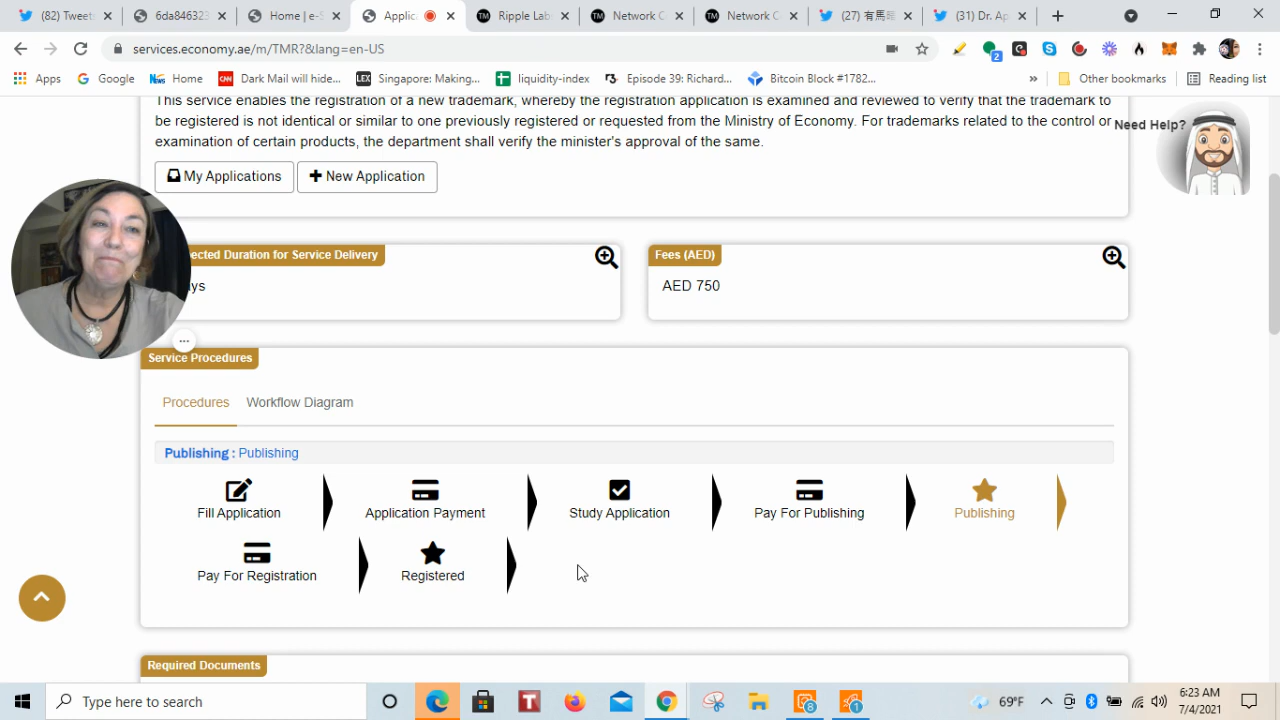 (82) Tweets
6da846323
Home | e-S
Applic
Ripple Lab
Network C
Network C
(27) 有馬
(31) Dr. Ap
services.economy.ae/m/TMR?&lang=en-US
2
Apps
Google
Home
Dark Mail will hide...
Singapore: Making...
liquidity-index
Episode 39: Richard...
Bitcoin Block #1782...
»
Other bookmarks
Reading list
This service enables the registration of a new trademark, whereby the registration application is examined and reviewed to verify that the trademark to
be registered is not identical or similar to one previously registered or requested from the Ministry of Economy. For trademarks related to the control or
examination of certain products, the department shall verify the minister's approval of the same.
Need Help?
My Applications
New Application
ected Duration for Service Delivery
ys
Fees (AED)
AED 750
...
Service Procedures
Procedures
Workflow Diagram
Publishing : Publishing
Fill Application
Application Payment
Study Application
Pay For Publishing
Publishing
Pay For Registration
Registered
Required Documents
Type here to search
8
1
69°F
6:23 AM
7/4/2021